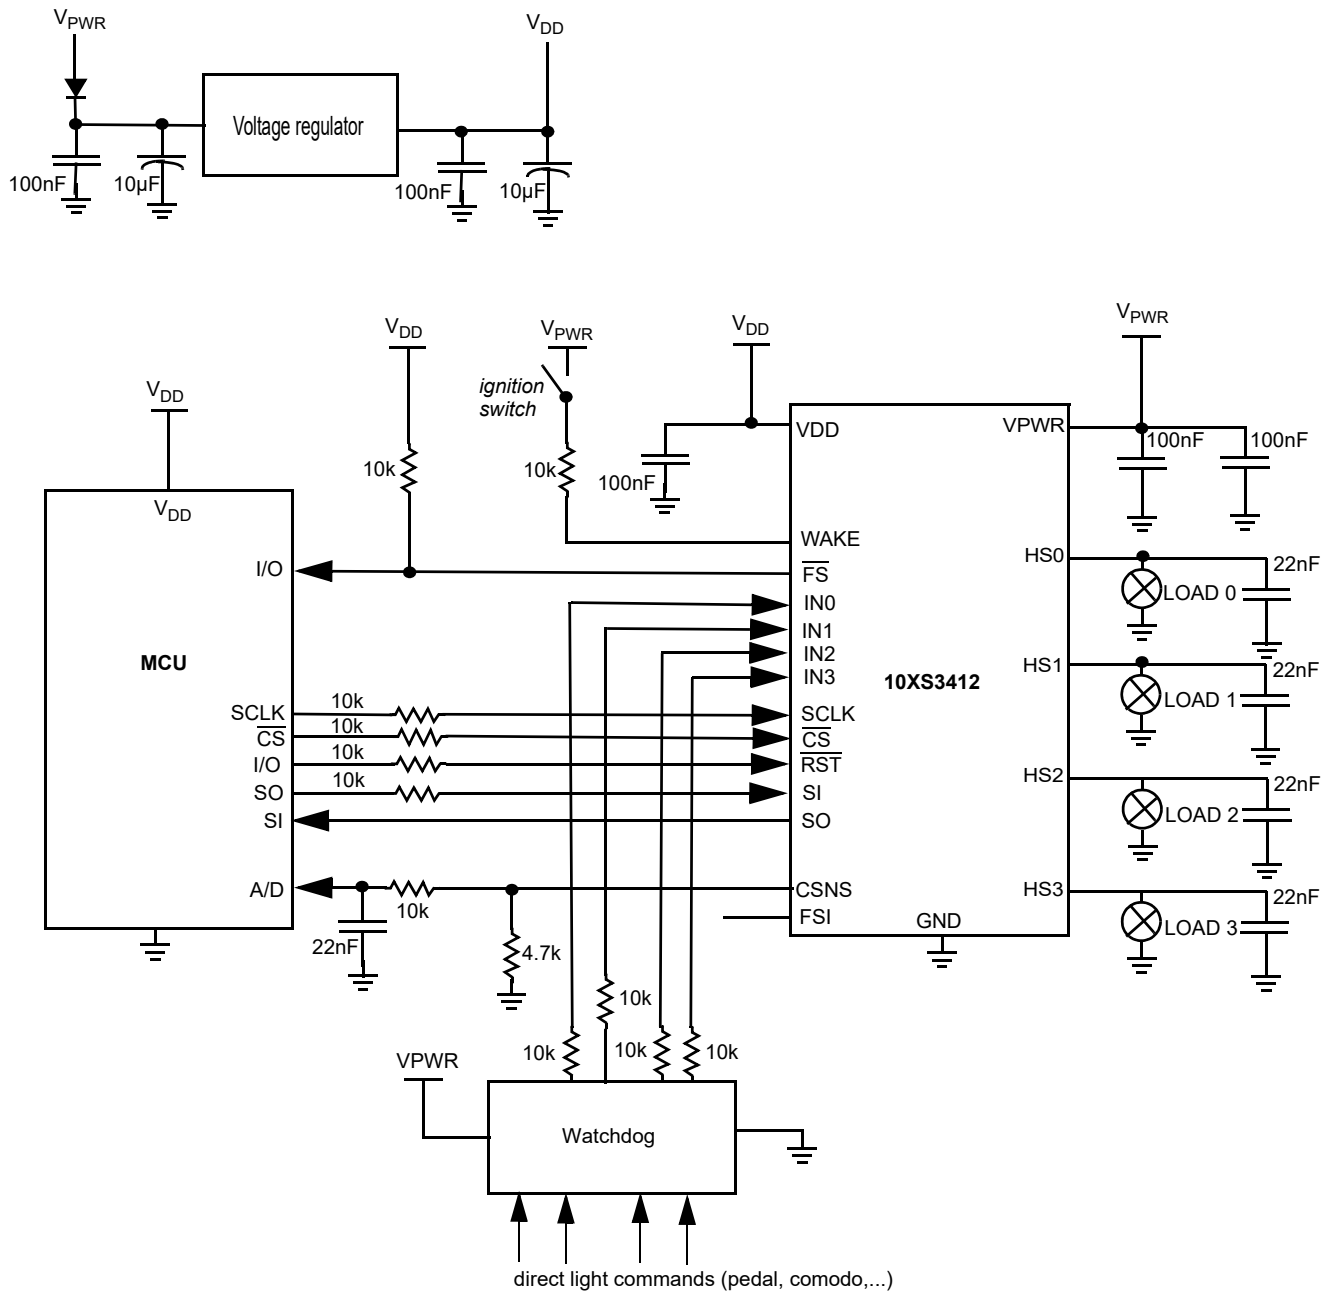 VPWR
VDD
Voltage regulator
100nF
10µF
100nF
10µF
VDD
VPWR
VDD
VPWR
ignition
switch
VDD
10k
10k
100nF
VDD
VPWR
100nF
100nF
VDD
WAKE
FS
IN0
IN1
IN2
IN3
SCLK
CS
RST
SI
SO
CSNS
FSI
GND
10XS3412
HS0
22nF
LOAD 0
HS1
22nF
LOAD 1
HS2
22nF
LOAD 2
HS3
22nF
LOAD 3
I/O
MCU
SCLK
CS
I/O
SO
SI
A/D
10k
10k
10k
10k
10k
22nF
4.7k
10k
10k
10k
10k
VPWR
Watchdog
direct light commands (pedal, comodo,...)